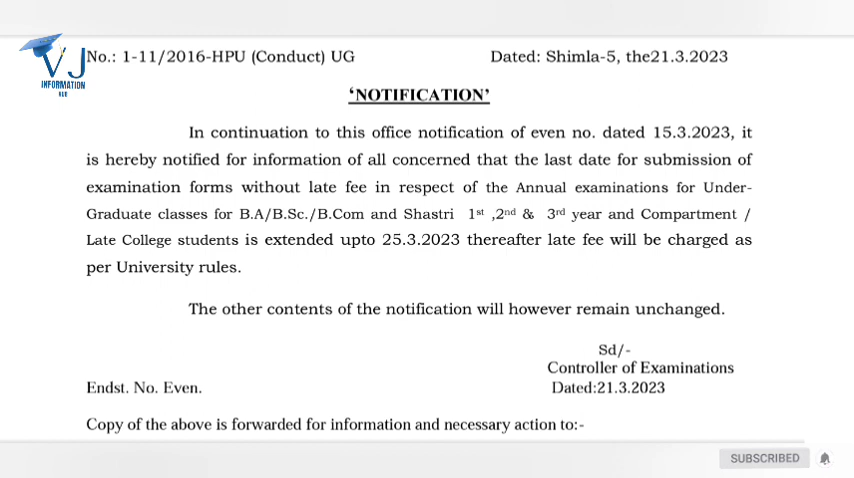 VJ
INFORMATION
HUB
No.: 1-11/2016-HPU (Conduct) UG Dated: Shimla-5, the21.3.2023
‘NOTIFICATION’
In continuation to this office notification of even no. dated 15.3.2023, it
is hereby notified for information of all concerned that the last date for submission of
examination forms without late fee in respect of the Annual examinations for Under-
Graduate classes for B.A/B.Sc./B.Com and Shastri 1st ,2nd & 3rd year and Compartment /
Late College students is extended upto 25.3.2023 thereafter late fee will be charged as
per University rules.
The other contents of the notification will however remain unchanged.
Sd/-
Controller of Examinations
Endst. No. Even. Dated:21.3.2023
Copy of the above is forwarded for information and necessary action to:-
SUBSCRIBED